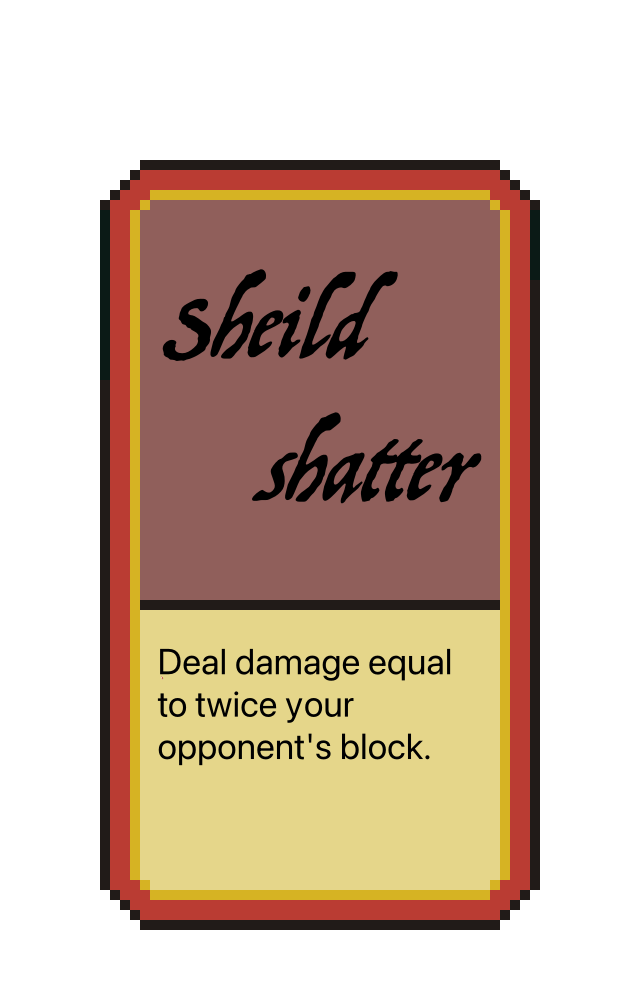 Sheild
shatter
Deal damage equal
to twice your
opponent's block.